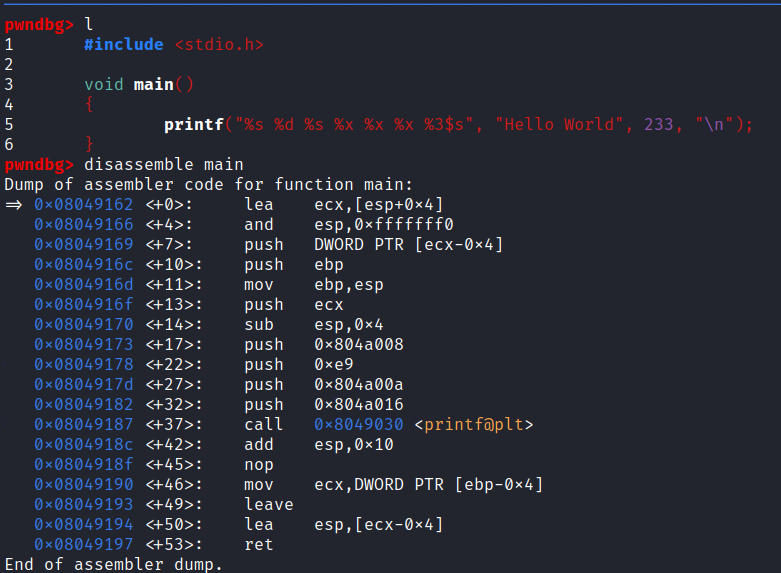 pwndbg> l
1 #include <stdio.h>
2
3 void main()
4 {
5 printf("%s %d %s %x %x %x %3$s", "Hello World", 233, "\n");
6 }
pwndbg> disassemble main
Dump of assembler code for function main:
⇒ 0×08049162 <+0>: lea ecx,[esp+0×4]
0×08049166 <+4>: and esp,0×fffffff0
0×08049169 <+7>: push DWORD PTR [ecx-0×4]
0×0804916c <+10>: push ebp
0×0804916d <+11>: mov ebp,esp
0×0804916f <+13>: push ecx
0×08049170 <+14>: sub esp,0×4
0×08049173 <+17>: push 0×804a008
0×08049178 <+22>: push 0×e9
0×0804917d <+27>: push 0×804a00a
0×08049182 <+32>: push 0×804a016
0×08049187 <+37>: call 0×8049030 <printf@plt>
0×0804918c <+42>: add esp,0×10
0×0804918f <+45>: nop
0×08049190 <+46>: mov ecx,DWORD PTR [ebp-0×4]
0×08049193 <+49>: leave
0×08049194 <+50>: lea esp,[ecx-0×4]
0×08049197 <+53>: ret
End of assembler dump.